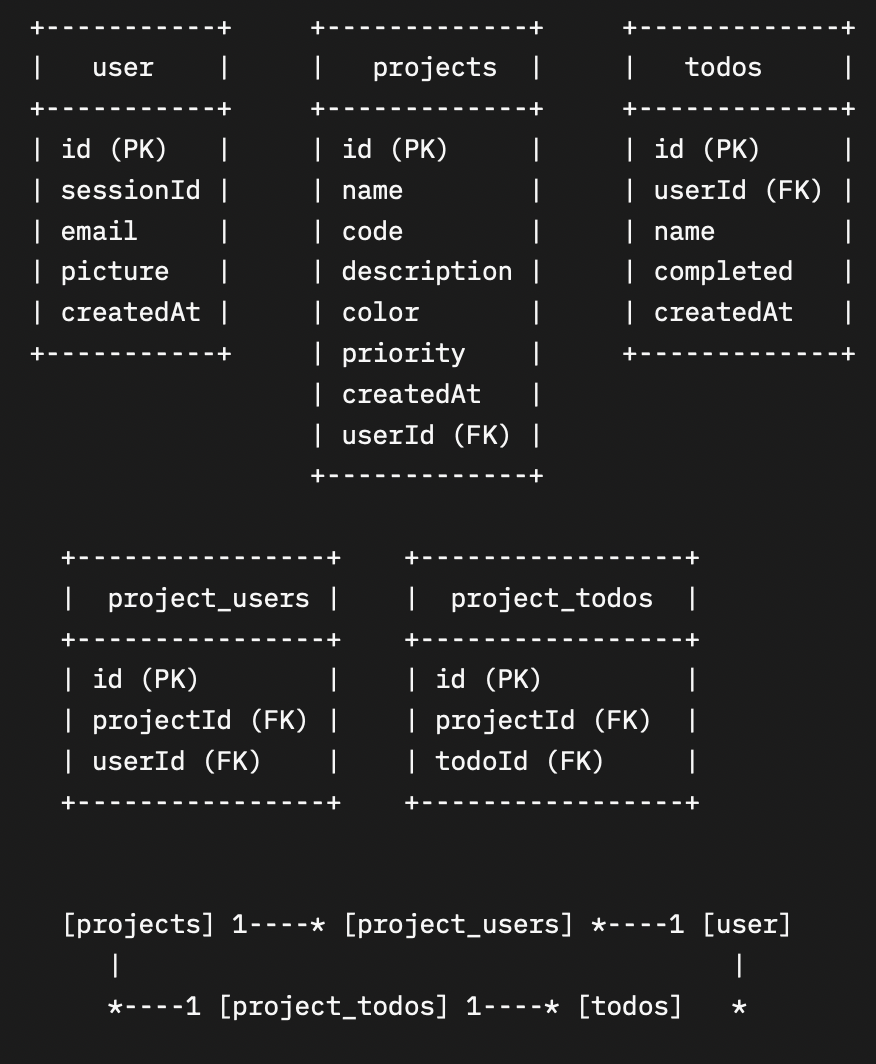 +-----------+     +-------------+     +-------------+
|   user    |     |   projects  |     |   todos     |
+-----------+     +-------------+     +-------------+
| id (PK)   |     | id (PK)     |     | id (PK)     |
| sessionId |     | name        |     | userId (FK) |
| email     |     | code        |     | name        |
| picture   |     | description |     | completed   |
| createdAt |     | color       |     | createdAt   |
+-----------+     | priority    |     +-------------+
                  | createdAt   |
                  | userId (FK) |
                  +-------------+

  +----------------+    +-----------------+
  |  project_users |    |  project_todos  |
  +----------------+    +-----------------+
  | id (PK)        |    | id (PK)         |
  | projectId (FK) |    | projectId (FK)  |
  | userId (FK)    |    | todoId (FK)     |
  +----------------+    +-----------------+


  [projects] 1----* [project_users] *----1 [user]
     |                                        |
     *----1 [project_todos] 1----* [todos]   *